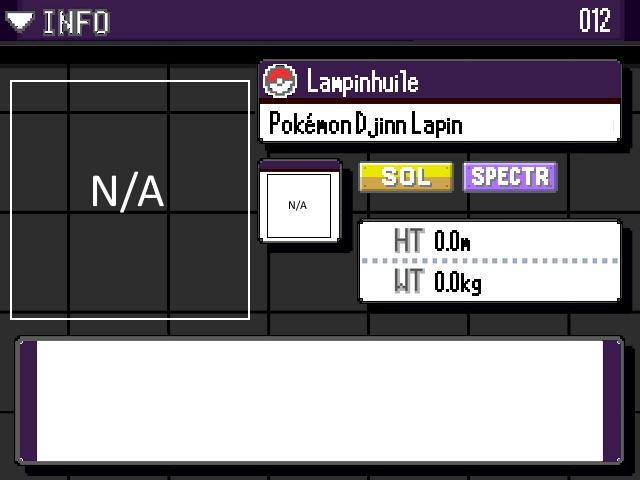 INFO
012
Lampinhuile
Pokémon Djinn Lapin
N/A
N/A
SOL
SPECTR
HT 0.0m
WT 0.0kg